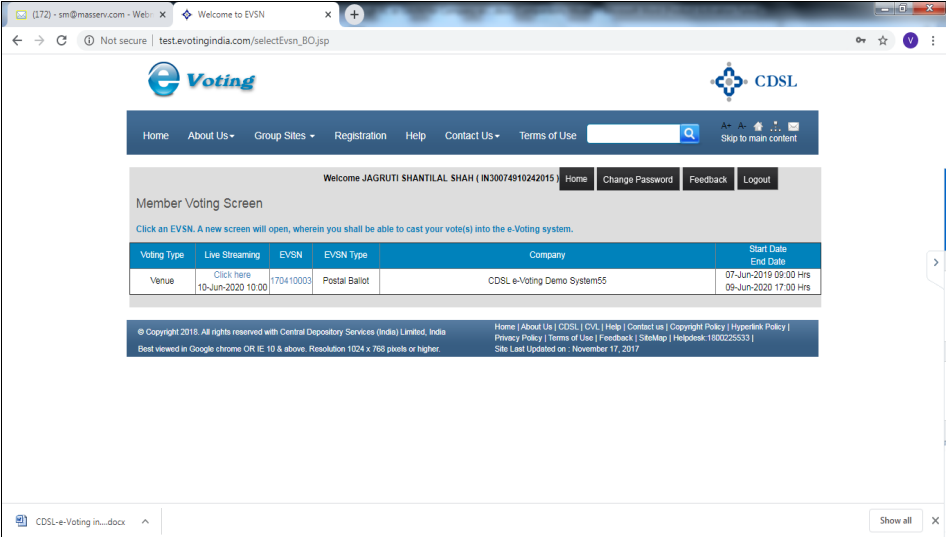 (172) - sm@masserv.com - Webr
Welcome to EVSN
Not secure | test.evotingindia.com/selectEvsn_BO.jsp
V
e Voting
CDSL
Home About Us Group Sites Registration Help Contact Us Terms of Use
A+ A-
Skip to main content
Welcome JAGRUTI SHANTILAL SHAH ( IN30074910242015 ) Home Change Password Feedback Logout
Member Voting Screen
Click an EVSN. A new screen will open, wherein you shall be able to cast your vote(s) into the e-Voting system.
Voting Type Live Streaming EVSN EVSN Type Company Start Date
End Date
Venue Click here 170410003 Postal Ballot CDSL e-Voting Demo System55 07-Jun-2019 09:00 Hrs
10-Jun-2020 10:00 09-Jun-2020 17:00 Hrs
© Copyright 2018. All rights reserved with Central Depository Services (India) Limited, India
Best viewed in Google chrome OR IE 10 & above. Resolution 1024 x 768 pixels or higher.
Home | About Us | CDSL | CVL | Help | Contact us | Copyright Policy | Hyperlink Policy |
Privacy Policy | Terms of Use | Feedback | SiteMap | Helpdesk:1800225533 |
Site Last Updated on : November 17, 2017
CDSL-e-Voting in....docx
Show all